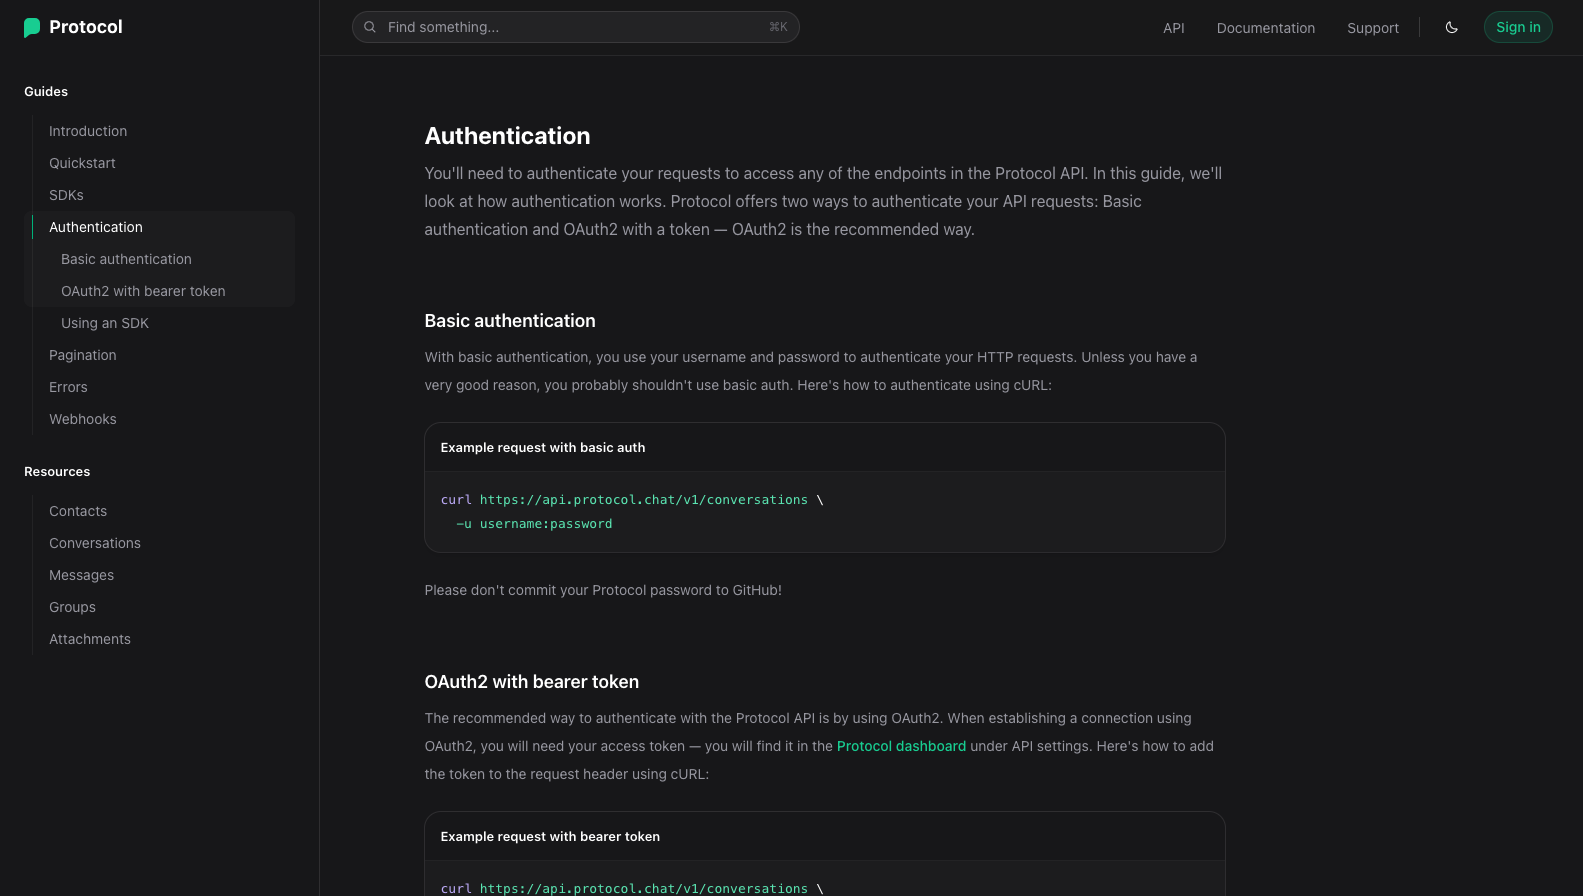 Protocol
Find something...
⌘K
API
Documentation
Support
Sign in
Guides
Introduction
Quickstart
SDKs
Authentication
Basic authentication
OAuth2 with bearer token
Using an SDK
Pagination
Errors
Webhooks
Resources
Contacts
Conversations
Messages
Groups
Attachments
Authentication
You'll need to authenticate your requests to access any of the endpoints in the Protocol API. In this guide, we'll
look at how authentication works. Protocol offers two ways to authenticate your API requests: Basic
authentication and OAuth2 with a token — OAuth2 is the recommended way.
Basic authentication
With basic authentication, you use your username and password to authenticate your HTTP requests. Unless you have a
very good reason, you probably shouldn't use basic auth. Here's how to authenticate using cURL:
Example request with basic auth
curl https://api.protocol.chat/v1/conversations \
-u username:password
Please don't commit your Protocol password to GitHub!
OAuth2 with bearer token
The recommended way to authenticate with the Protocol API is by using OAuth2. When establishing a connection using
OAuth2, you will need your access token — you will find it in the Protocol dashboard under API settings. Here's how to add
the token to the request header using cURL:
Example request with bearer token
curl https://api.protocol.chat/v1/conversations \